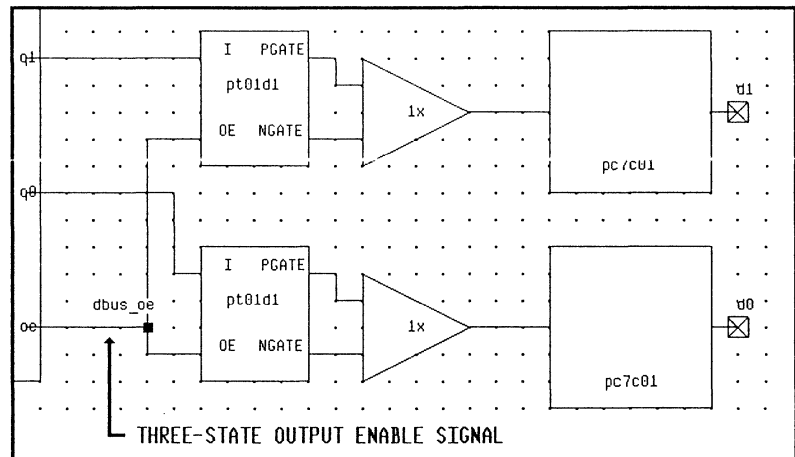 q1
I PGATE
pt01d1
OE NGATE
1x
pc7c01
d1
q0
I PGATE
pt01d1
OE NGATE
1x
pc7c01
d0
dbus_oe
oe
THREE-STATE OUTPUT ENABLE SIGNAL